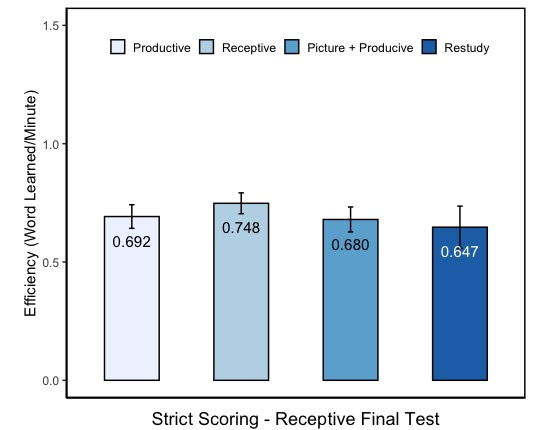 1.5
Productive Receptive Picture + Producive Restudy
1.0
Efficiency (Word Learned/Minute)
0.692
0.748
0.680
0.647
0.5
0.0
Strict Scoring - Receptive Final Test